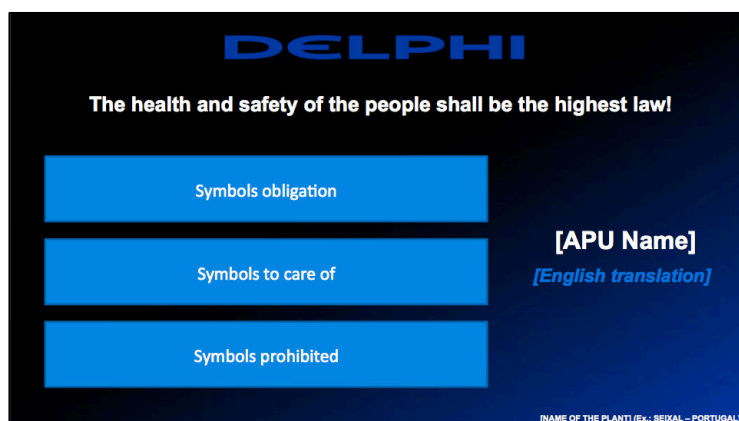 DELPHI
The health and safety of the people shall be the highest law!
Symbols obligation
Symbols to care of
Symbols prohibited
[APU Name]
[English translation]
[NAME OF THE PLANT] (Ex.: SEIXAL – PORTUGAL)